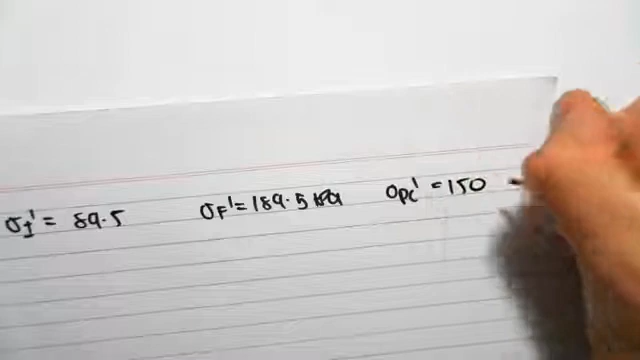 σi' = 89.5 σF' = 189.5 kPa σpc' = 150